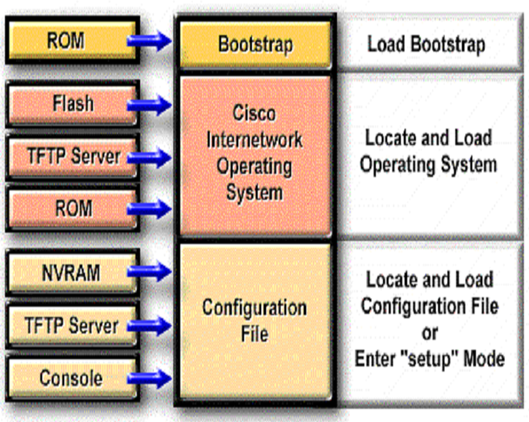 ROM
Bootstrap
Load Bootstrap
Flash
TFTP Server
ROM
Cisco
Internetwork
Operating
System
Locate and Load
Operating System
NVRAM
TFTP Server
Console
Configuration
File
Locate and Load
Configuration File
or
Enter "setup" Mode